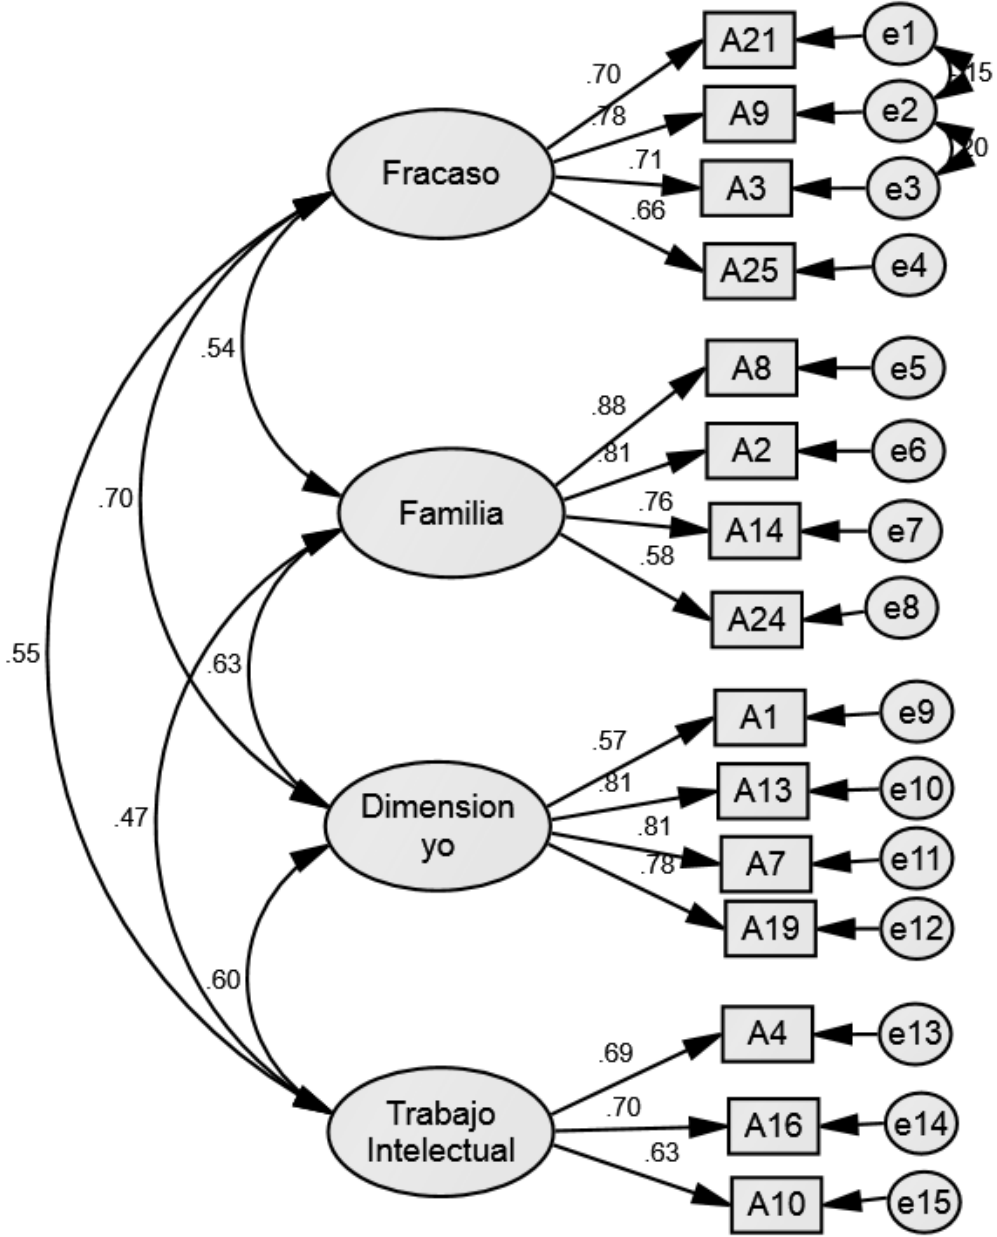 A21
e1
.70
.15
.78
A9
e2
Fracaso
.71
A3
e3
.20
.66
A25
e4
.54
A8
e5
.88
.81
A2
e6
.70
Familia
.76
A14
e7
.58
A24
e8
.55
.63
A1
e9
.57
.81
A13
e10
Dimension
yo
.81
A7
e11
.78
A19
e12
.47
.60
A4
e13
.69
Trabajo
Intelectual
.70
A16
e14
.63
A10
e15